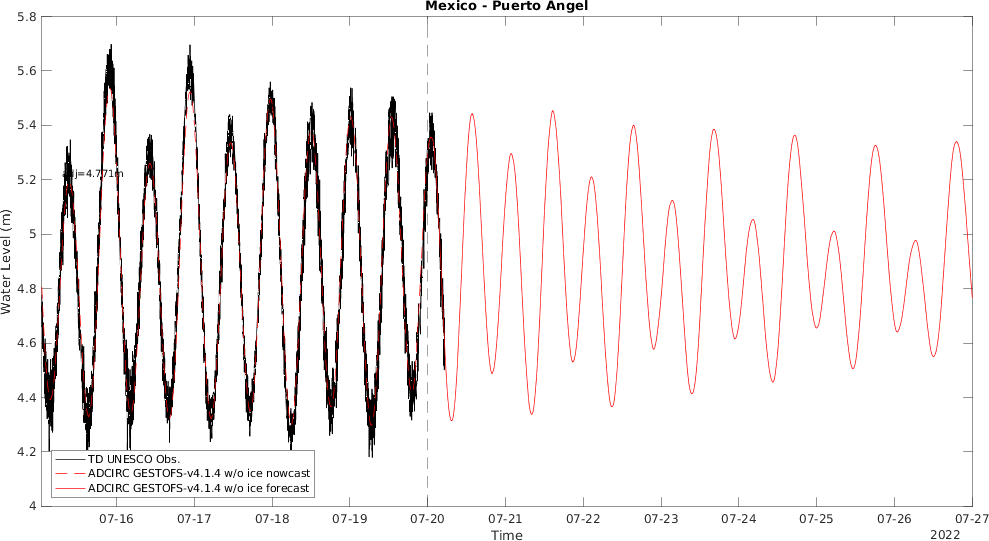 Mexico - Puerto Angel
5.8
5.6
5.4
5.2
5
4.8
4.6
4.4
4.2
4
Water Level (m)
adj=4.771m
TD UNESCO Obs.
ADCIRC GESTOFS-v4.1.4 w/o ice nowcast
ADCIRC GESTOFS-v4.1.4 w/o ice forecast
07-16 07-17 07-18 07-19 07-20 07-21 07-22 07-23 07-24 07-25 07-26 07-27
Time
2022